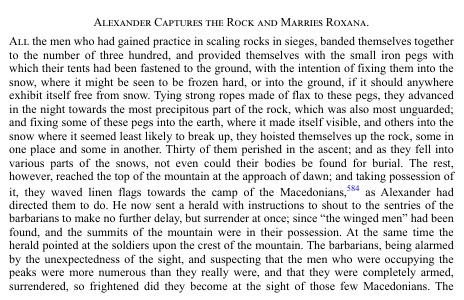 ALEXANDER CAPTURES THE ROCK AND MARRIES ROXANA.
ALL the men who had gained practice in scaling rocks in sieges, banded themselves together
to the number of three hundred, and provided themselves with the small iron pegs with
which their tents had been fastened to the ground, with the intention of fixing them into the
snow, where it might be seen to be frozen hard, or into the ground, if it should anywhere
exhibit itself free from snow. Tying strong ropes made of flax to these pegs, they advanced
in the night towards the most precipitous part of the rock, which was also most unguarded;
and fixing some of these pegs into the earth, where it made itself visible, and others into the
snow where it seemed least likely to break up, they hoisted themselves up the rock, some in
one place and some in another. Thirty of them perished in the ascent; and as they fell into
various parts of the snows, not even could their bodies be found for burial. The rest,
however, reached the top of the mountain at the approach of dawn; and taking possession of
it, they waved linen flags towards the camp of the Macedonians,584 as Alexander had
directed them to do. He now sent a herald with instructions to shout to the sentries of the
barbarians to make no further delay, but surrender at once; since “the winged men” had been
found, and the summits of the mountain were in their possession. At the same time the
herald pointed at the soldiers upon the crest of the mountain. The barbarians, being alarmed
by the unexpectedness of the sight, and suspecting that the men who were occupying the
peaks were more numerous than they really were, and that they were completely armed,
surrendered, so frightened did they become at the sight of those few Macedonians. The